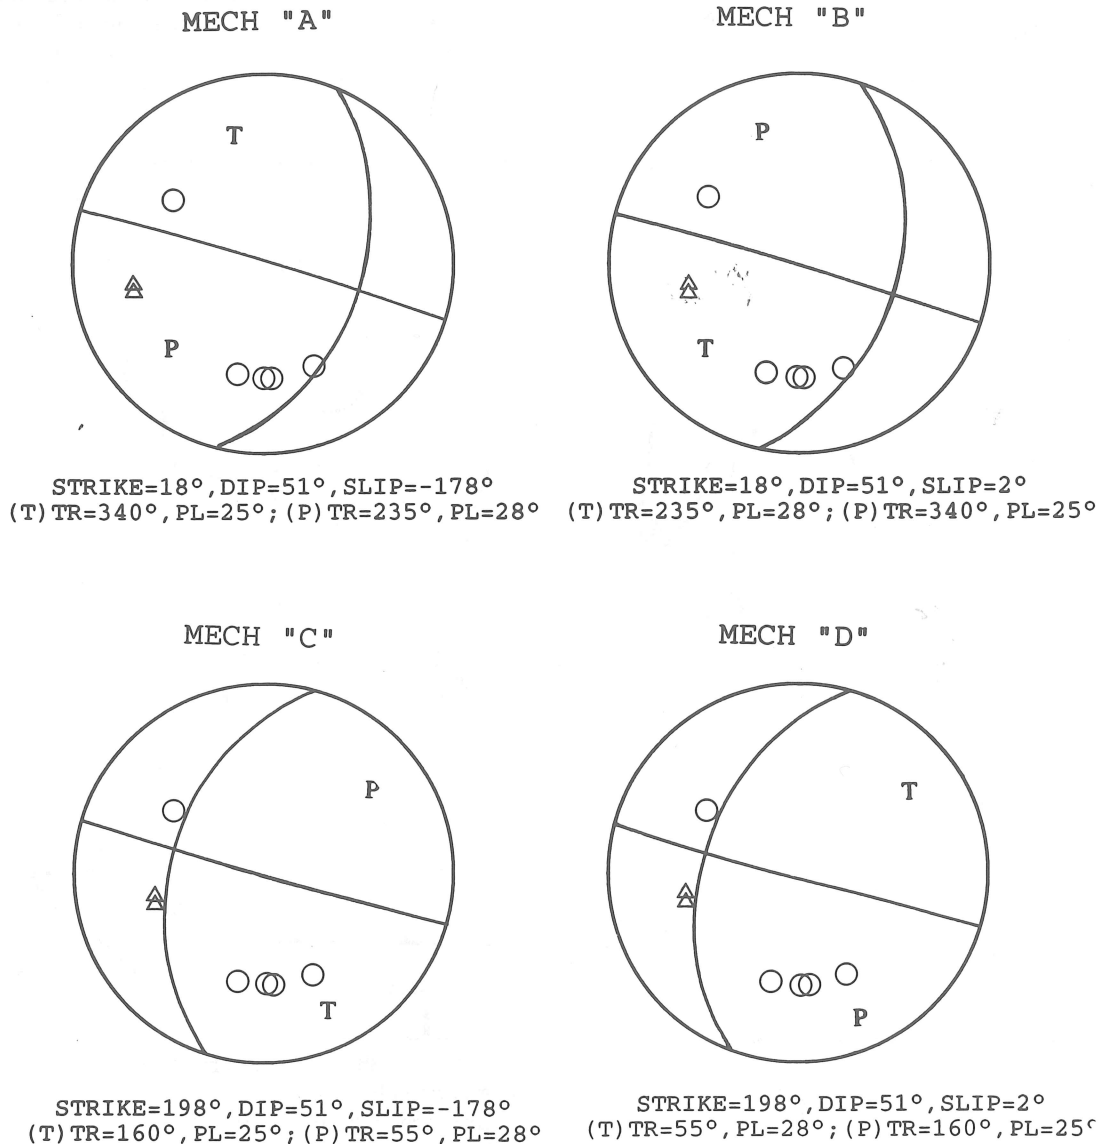 MECH "A"
T
P
STRIKE=18°,DIP=51°,SLIP=-178°
(T)TR=340°,PL=25°;(P)TR=235°,PL=28°
MECH "B"
P
T
STRIKE=18°,DIP=51°,SLIP=2°
(T)TR=235°,PL=28°;(P)TR=340°,PL=25°
MECH "C"
P
T
STRIKE=198°,DIP=51°,SLIP=-178°
(T)TR=160°,PL=25°;(P)TR=55°,PL=28°
MECH "D"
T
P
STRIKE=198°,DIP=51°,SLIP=2°
(T)TR=55°,PL=28°;(P)TR=160°,PL=25°